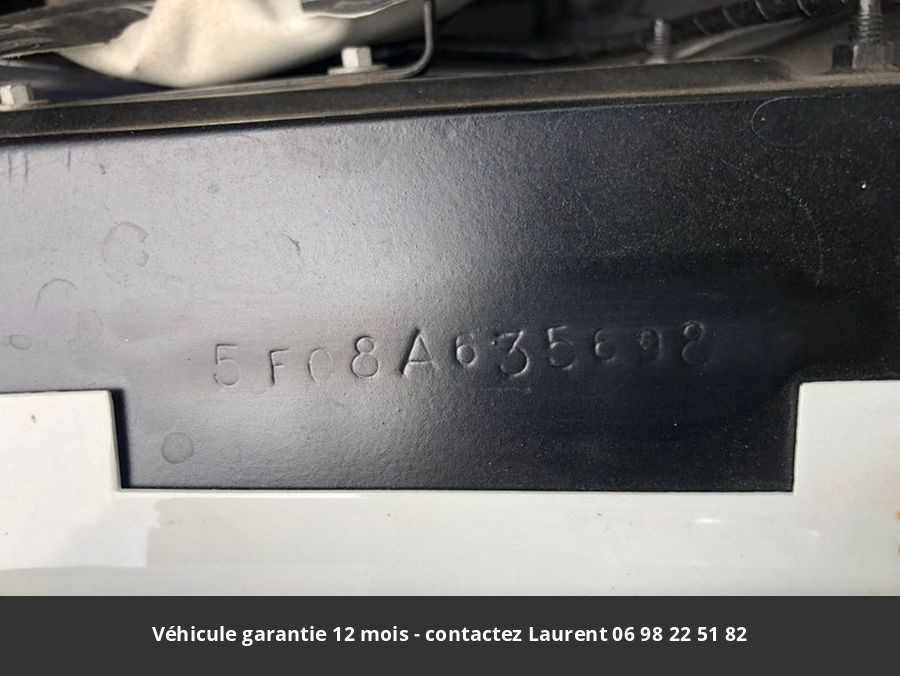 5F08A635698
Véhicule garantie 12 mois - contactez Laurent 06 98 22 51 82